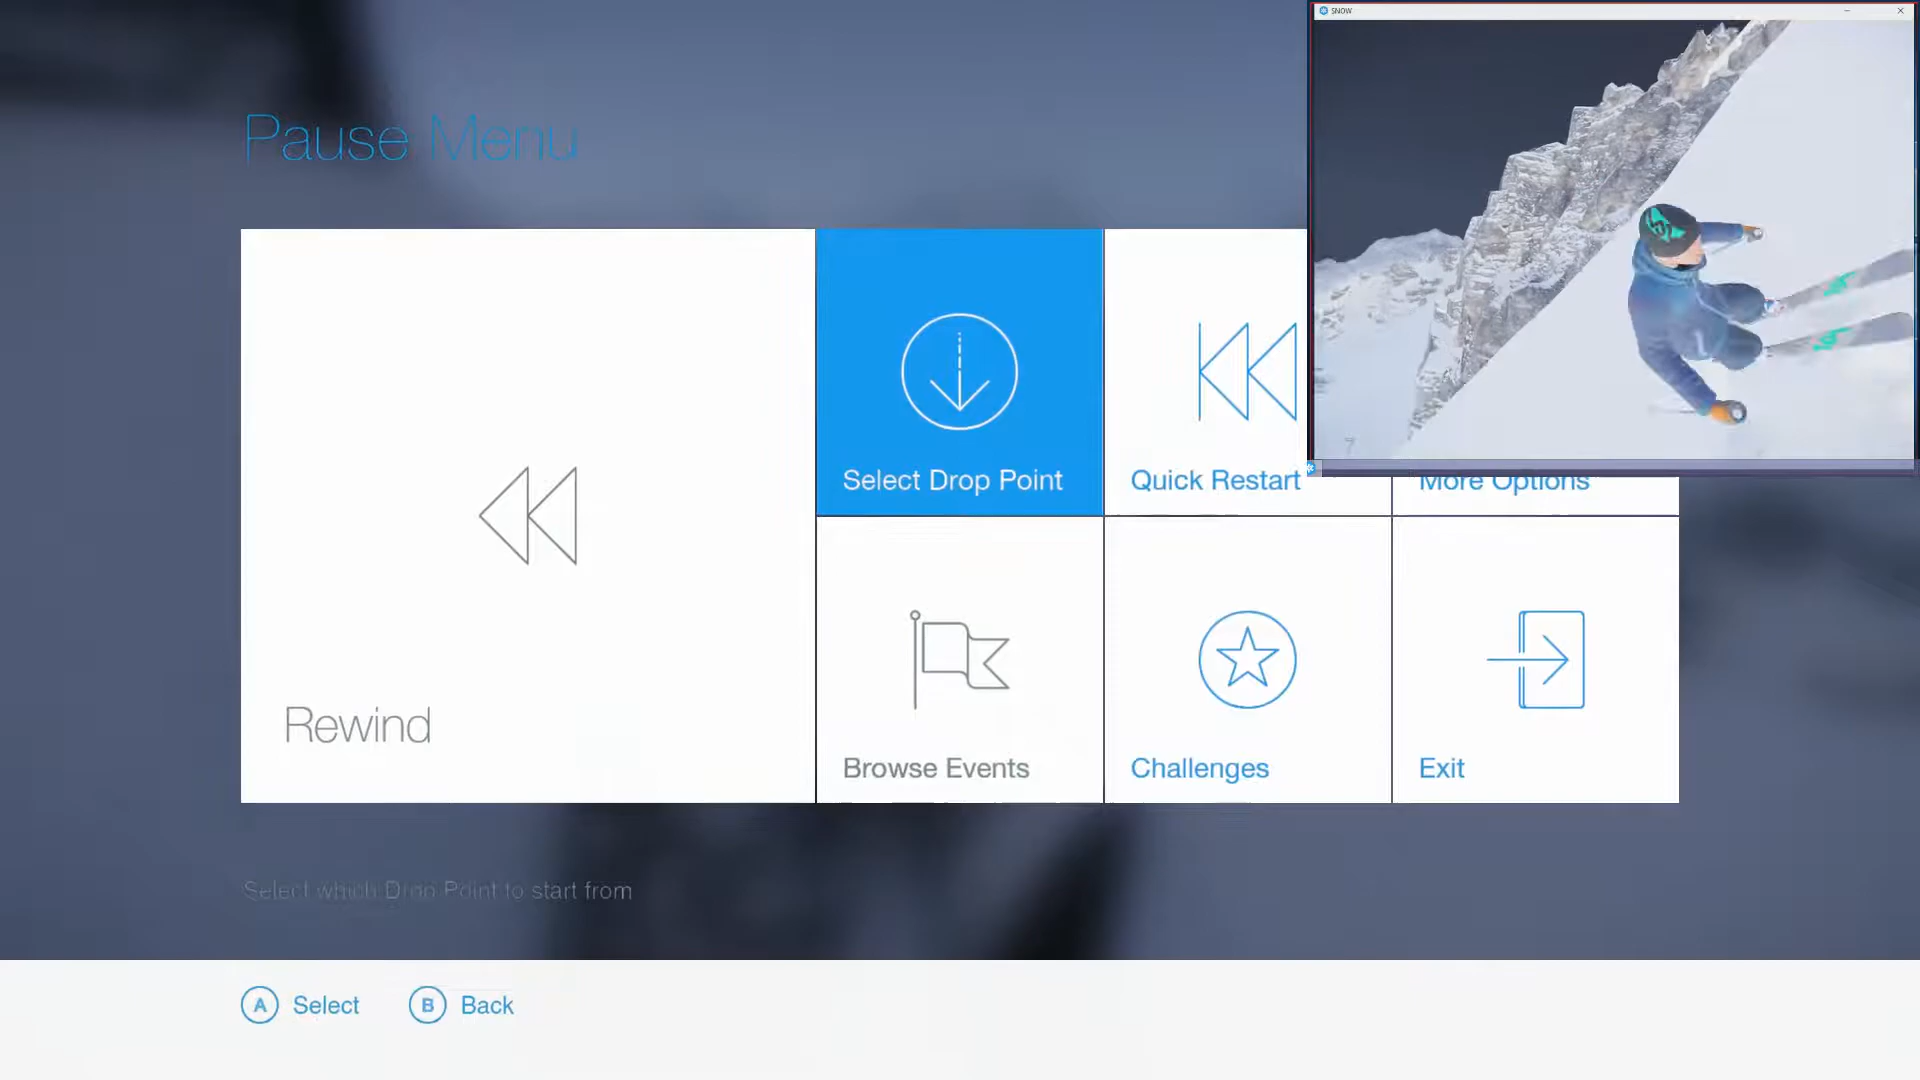 SNOW
Pause Menu
Select Drop Point
Quick Restart
More Options
Rewind
Browse Events
Challenges
Exit
Select which Drop Point to start from
A Select
B Back